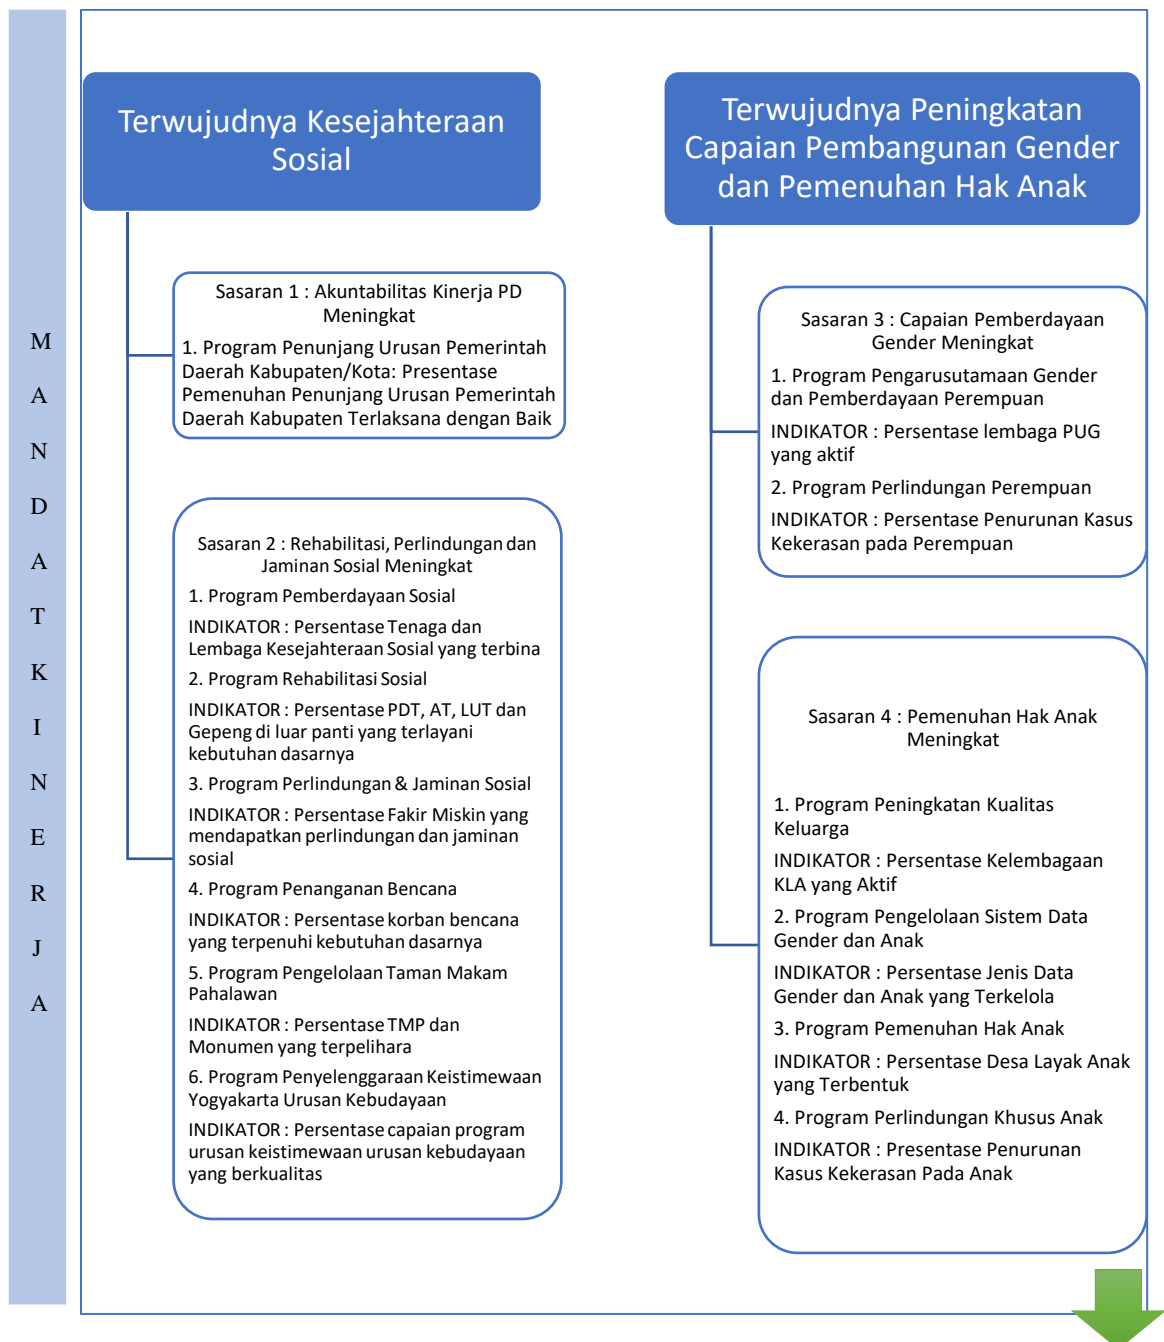 M
A
N
D
A
T
K
I
N
E
R
J
A
Terwujudnya Kesejahteraan
Sosial
Sasaran 1 : Akuntabilitas Kinerja PD
Meningkat
1. Program Penunjang Urusan Pemerintah
Daerah Kabupaten/Kota: Presentase
Pemenuhan Penunjang Urusan Pemerintah
Daerah Kabupaten Terlaksana dengan Baik
Sasaran 2 : Rehabilitasi, Perlindungan dan
Jaminan Sosial Meningkat
1. Program Pemberdayaan Sosial
INDIKATOR : Persentase Tenaga dan
Lembaga Kesejahteraan Sosial yang terbina
2. Program Rehabilitasi Sosial
INDIKATOR : Persentase PDT, AT, LUT dan
Gepeng di luar panti yang terlayani
kebutuhan dasarnya
3. Program Perlindungan & Jaminan Sosial
INDIKATOR : Persentase Fakir Miskin yang
mendapatkan perlindungan dan jaminan
sosial
4. Program Penanganan Bencana
INDIKATOR : Persentase korban bencana
yang terpenuhi kebutuhan dasarnya
5. Program Pengelolaan Taman Makam
Pahalawan
INDIKATOR : Persentase TMP dan
Monumen yang terpelihara
6. Program Penyelenggaraan Keistimewaan
Yogyakarta Urusan Kebudayaan
INDIKATOR : Persentase capaian program
urusan keistimewaan urusan kebudayaan
yang berkualitas
Terwujudnya Peningkatan
Capaian Pembangunan Gender
dan Pemenuhan Hak Anak
Sasaran 3 : Capaian Pemberdayaan
Gender Meningkat
1. Program Pengarusutamaan Gender
dan Pemberdayaan Perempuan
INDIKATOR : Persentase lembaga PUG
yang aktif
2. Program Perlindungan Perempuan
INDIKATOR : Persentase Penurunan Kasus
Kekerasan pada Perempuan
Sasaran 4 : Pemenuhan Hak Anak
Meningkat
1. Program Peningkatan Kualitas
Keluarga
INDIKATOR : Persentase Kelembagaan
KLA yang Aktif
2. Program Pengelolaan Sistem Data
Gender dan Anak
INDIKATOR : Persentase Jenis Data
Gender dan Anak yang Terkelola
3. Program Pemenuhan Hak Anak
INDIKATOR : Persentase Desa Layak Anak
yang Terbentuk
4. Program Perlindungan Khusus Anak
INDIKATOR : Presentase Penurunan
Kasus Kekerasan Pada Anak